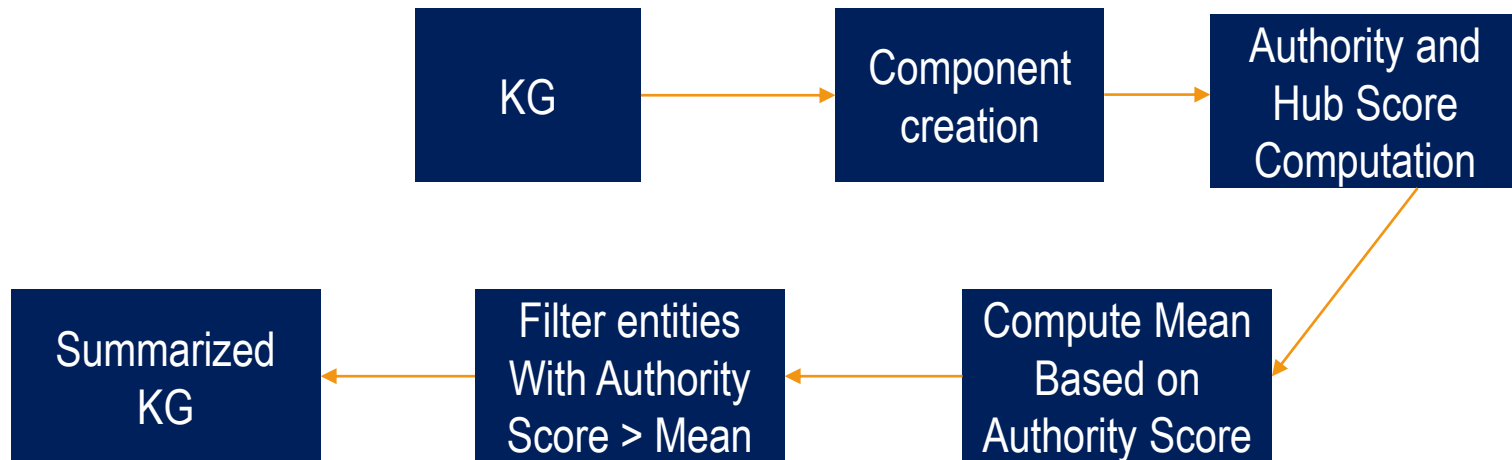 KG
Component
creation
Authority and
Hub Score
Computation
Compute Mean
Based on
Authority Score
Filter entities
With Authority
Score > Mean
Summarized
KG